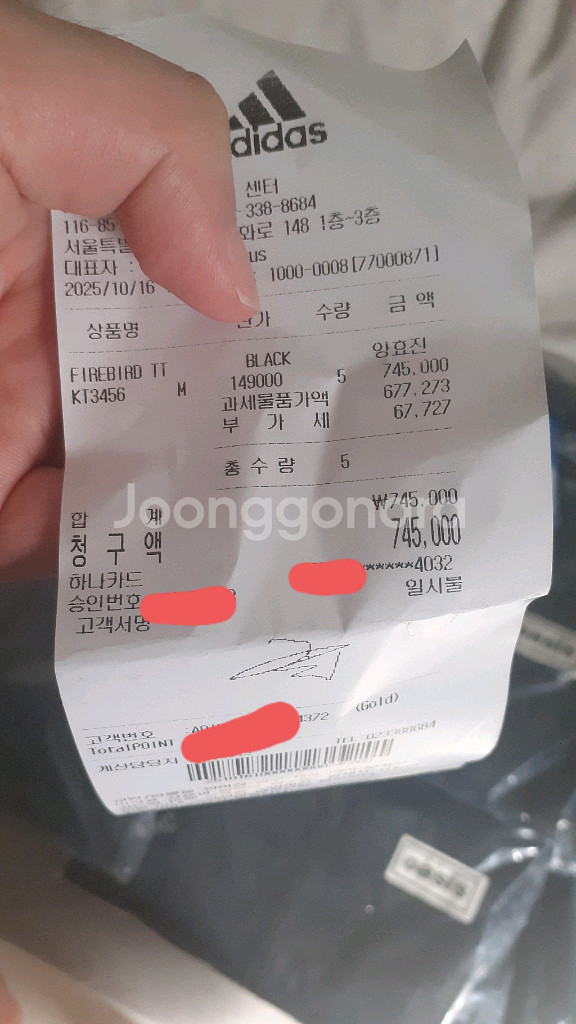 adidas
센터
116-85 338-8684
서울특별 화로 148 1층~3층
대표자 : us
2025/10/16 1000-0008[77000871]
상품명 단가 수량 금 액
BLACK 양효진
FIREBIRD TT 149000 5 745,000
KT3456 M 과세물품가액 677,273
부 가 세 67,727
총 수 량 5
합 계 ₩745,000
청 구 액 745,000
하나카드 ******4032
승인번호 일시불
고객서명
고객번호 4372 (Gold)
TotalPOINT TEL:023388684
계산담당자
Joonggonara
oasis
oasis